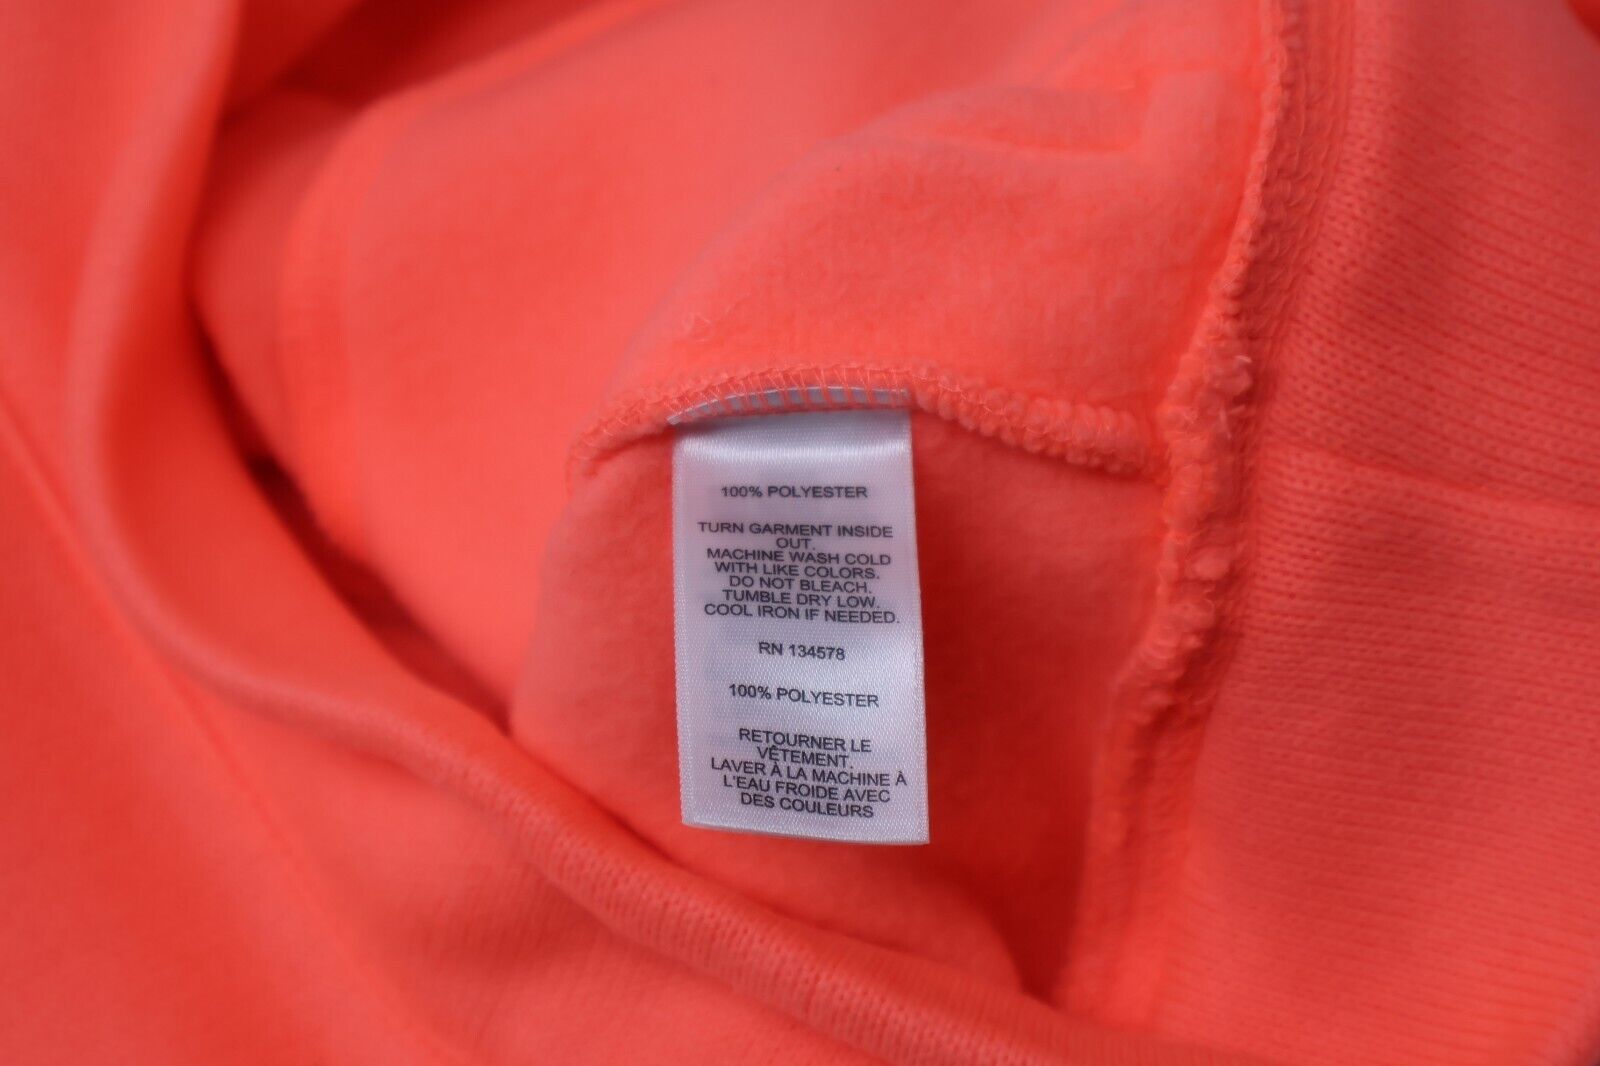 100% POLYESTER
TURN GARMENT INSIDE
OUT.
MACHINE WASH COLD
WITH LIKE COLORS.
DO NOT BLEACH.
TUMBLE DRY LOW.
COOL IRON IF NEEDED.
RN 134578
100% POLYESTER
RETOURNER LE
VÊTEMENT.
LAVER À LA MACHINE À
L'EAU FROIDE AVEC
DES COULEURS